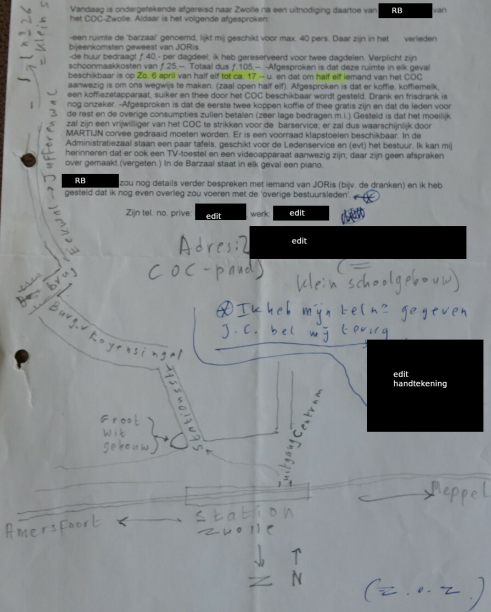 Vandaag is ondergetekende afgereisd naar Zwolle na een uitnodiging daartoe van RB van
het COC-Zwolle. Aldaar is het volgende afgesproken:
-een ruimte de 'barzaal' genoemd, lijkt mij geschikt voor max. 40 pers. Daar zijn in het verleden
bijeenkomsten geweest van JORis.
-de huur bedraagt ƒ.40,- per dagdeel; ik heb gereserveerd voor twee dagdelen. Verplicht zijn
schoonmaakkosten van ƒ.25,--. Totaal dus ƒ.105,--. -Afgesproken is dat deze ruimte in elk geval
beschikbaar is op Zo. 6 april van half elf tot ca. 17.-- u. en dat om half elf iemand van het COC
aanwezig is om ons wegwijs te maken. (zaal open half elf). Afgesproken is dat er koffie, koffiemelk,
een koffiezetapparaat, suiker en thee door het COC beschikbaar wordt gesteld. Drank en frisdrank is
nog onzeker. -Afgesproken is dat de eerste twee koppen koffie of thee gratis zijn en dat de leden voor
de rest en de overige consumpties zullen betalen (zeer lage bedragen m.i.) Gesteld is dat het moeilijk
zal zijn een vrijwilliger van het COC te strikken voor de barservice; er zal dus waarschijnlijk door
MARTIJN corvee gedraaid moeten worden. Er is een voorraad klaptoelen beschikbaar. In de
Administratiezaal staan een paar tafels, geschikt voor de Ledenservice en (evt) het bestuur. Ik kan mij
herinneren dat er ook een TV-toestel en een videoapparaat aanwezig zijn; daar zijn geen afspraken
over gemaakt.(vergeten.) In de Barzaal staat in elk geval een piano.
RB zou nog details verder bespreken met iemand van JORis (bijv. de dranken) en ik heb
gesteld dat ik nog even overleg zou voeren met de 'overige bestuursleden'.
Zijn tel. no. prive: edit werk: edit
Adres: edit
COC-pand (= klein schoolgebouw)
Ik heb mijn tel nº gegeven
J.C. bel mij terug
edit
handtekening
Burg. v Royensingel
Stationsstr
Groot
wit
gebouw
uitgang Centrum
Meppel
Amersfoort
Station
Zwolle
Z N
(z.o.z.)